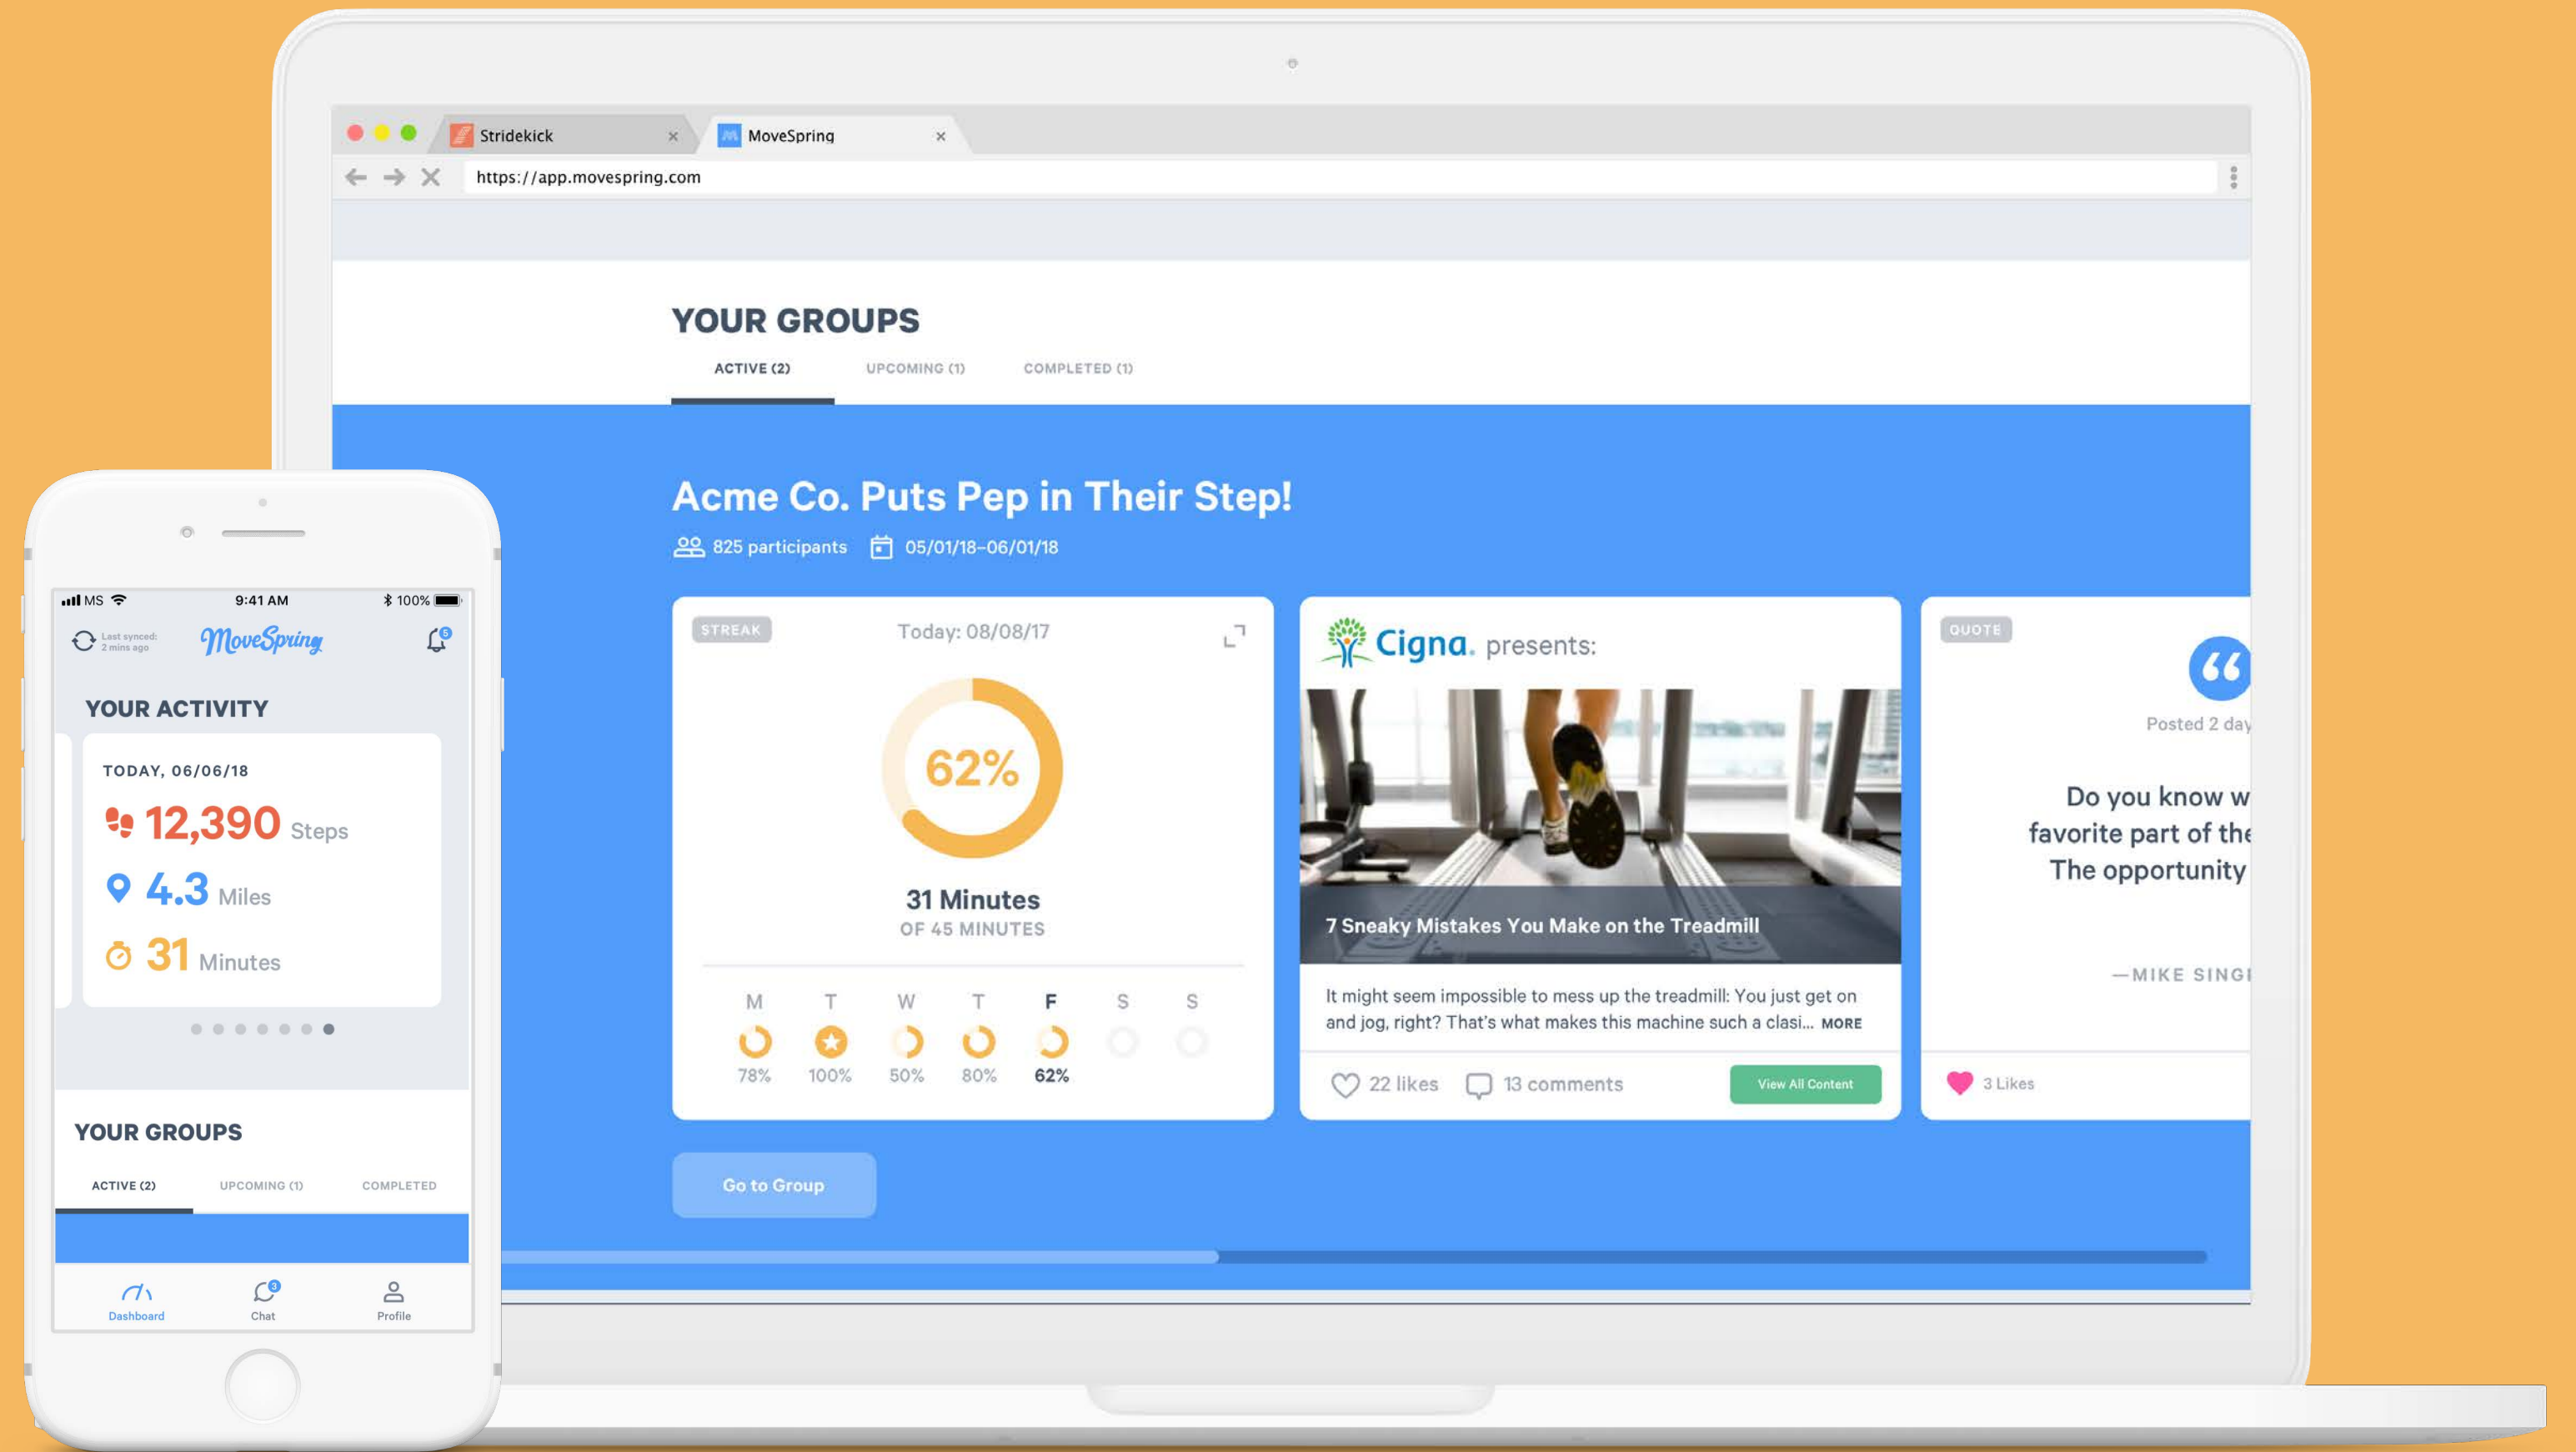 Stridekick
MoveSpring
https://app.movespring.com
YOUR GROUPS
ACTIVE (2) UPCOMING (1) COMPLETED (1)
Acme Co. Puts Pep in Their Step!
825 participants 05/01/18–06/01/18
STREAK
Today: 08/08/17
62%
31 Minutes
OF 45 MINUTES
M T W T F S S
78% 100% 50% 80% 62%
Cigna. presents:
7 Sneaky Mistakes You Make on the Treadmill
It might seem impossible to mess up the treadmill: You just get on
and jog, right? That's what makes this machine such a clasi... MORE
22 likes 13 comments
View All Content
QUOTE
Posted 2 day
Do you know w
favorite part of the
The opportunity
—MIKE SING
3 Likes
Go to Group
MS 9:41 AM 100%
Last synced:
2 mins ago
MoveSpring
5
YOUR ACTIVITY
TODAY, 06/06/18
12,390 Steps
4.3 Miles
31 Minutes
YOUR GROUPS
ACTIVE (2) UPCOMING (1) COMPLETED
3
Dashboard Chat Profile